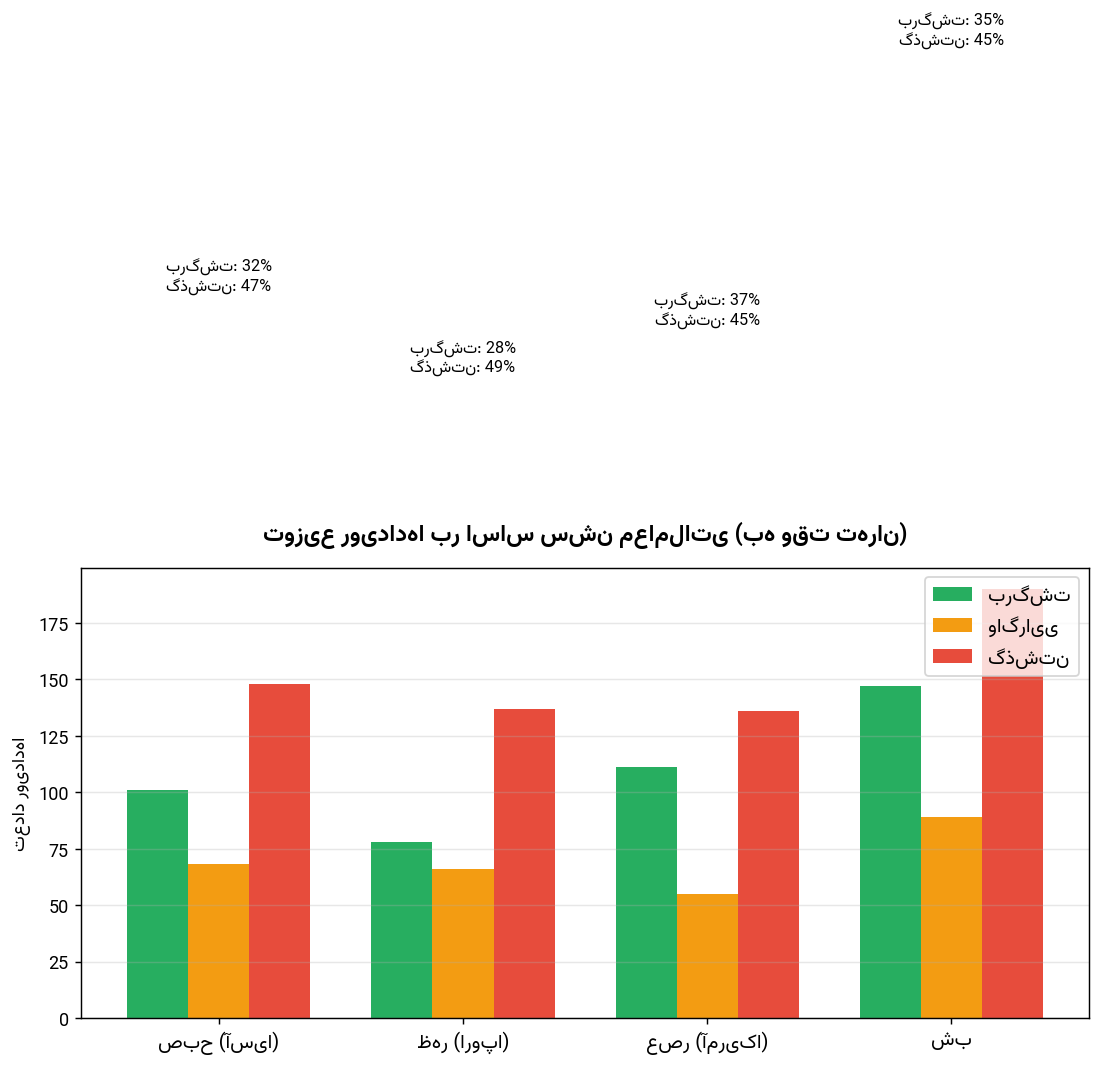 برگشت: 35%
گذشتن: 45%
برگشت: 32%
گذشتن: 47%
برگشت: 37%
گذشتن: 45%
برگشت: 28%
گذشتن: 49%
توزیع رویدادها بر اساس سشن معاملاتی (به وقت تهران)
برگشت
واگرایی
گذشتن
تعداد رویدادها
175
150
125
100
75
50
25
0
صبح (آسیا)
ظهر (اروپا)
عصر (آمریکا)
شب